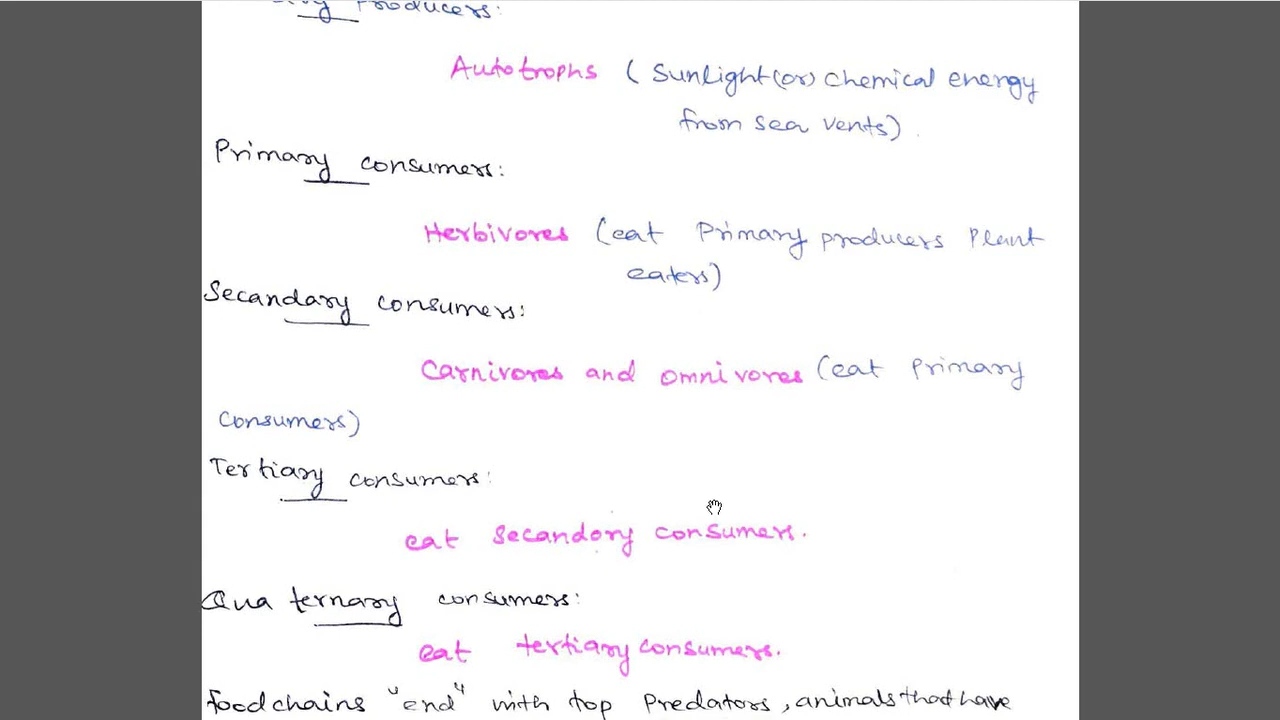 Producers:
Autotrophs (Sunlight(or) chemical energy
from sea vents).
Primary consumers:
Herbivores (eat Primary producers Plant
eaters)
Secandary consumers:
Carnivores and omnivores (eat Primary
Consumers)
Tertiary consumers:
eat secandory consumers.
Qua ternary consumers:
eat tertiary consumers.
foodchains "end" with top Predators, animals that have